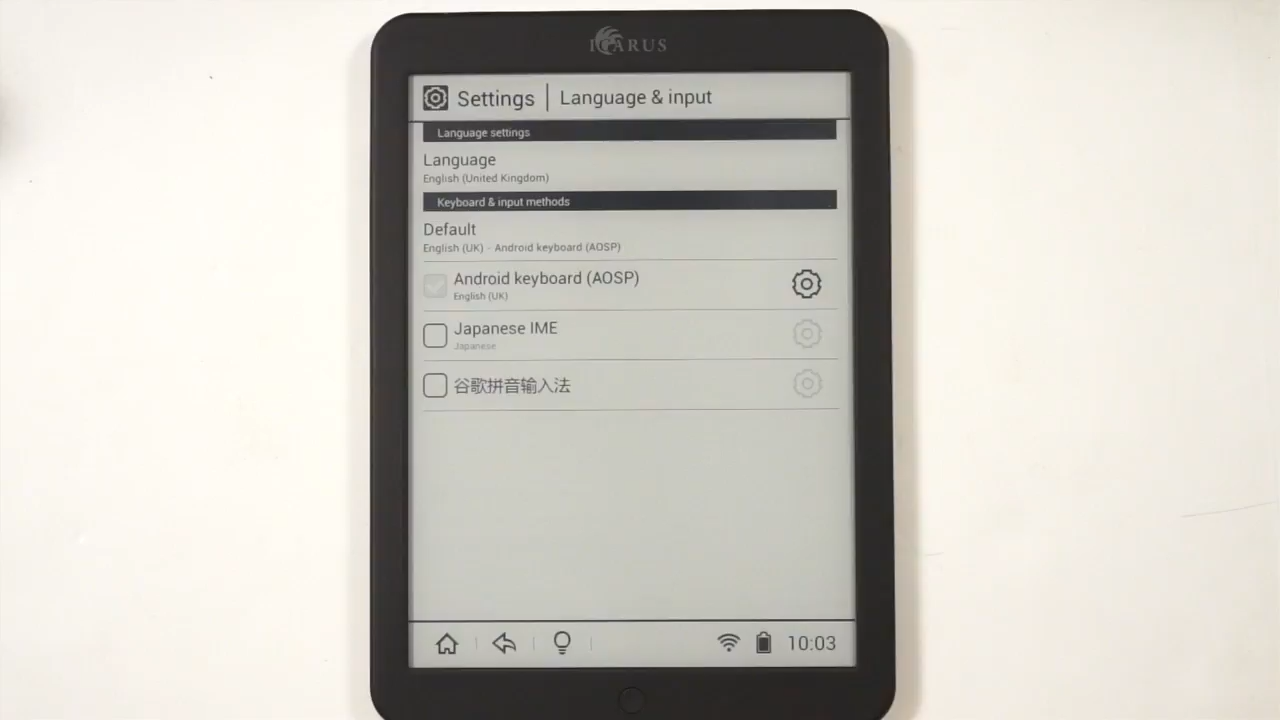 ICARUS
Settings | Language & input
Language settings
Language
English (United Kingdom)
Keyboard & input methods
Default
English (UK) - Android keyboard (AOSP)
Android keyboard (AOSP)
English (UK)
Japanese IME
Japanese
谷歌拼音输入法
10:03